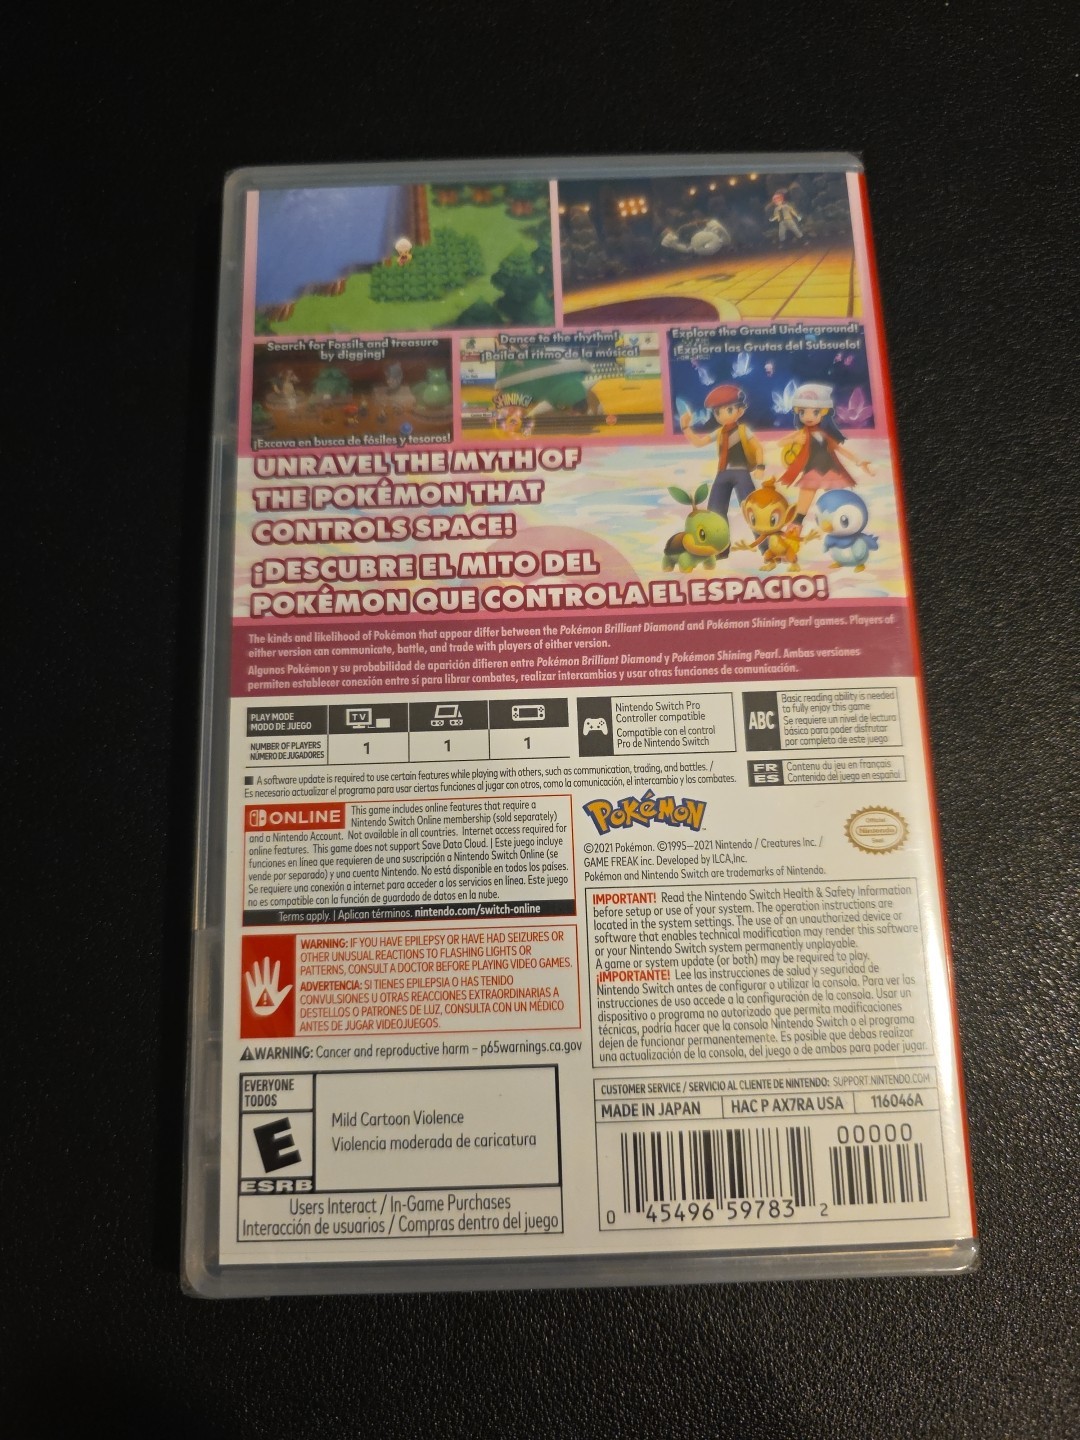 Search for Fossils and treasure
by digging!
¡Excava en busca de fósiles y tesoros!
Dance to the rhythm!
¡Baila al ritmo de la música!
SHINING!
Explore the Grand Underground!
¡Explora las Grutas del Subsuelo!
UNRAVEL THE MYTH OF
THE POKÉMON THAT
CONTROLS SPACE!
¡DESCUBRE EL MITO DEL
POKÉMON QUE CONTROLA EL ESPACIO!
The kinds and likelihood of Pokémon that appear differ between the Pokémon Brilliant Diamond and Pokémon Shining Pearl games. Players of
either version can communicate, battle, and trade with players of either version.
Algunos Pokémon y su probabilidad de aparición difieren entre Pokémon Brilliant Diamond y Pokémon Shining Pearl. Ambas versiones
permiten establecer conexión entre sí para librar combates, realizar intercambios y usar otras funciones de comunicación.
PLAY MODE
MODO DE JUEGO
TV
NUMBER OF PLAYERS
NÚMERO DE JUGADORES
1
1
1
Nintendo Switch Pro
Controller compatible
Compatible con el control
Pro de Nintendo Switch
ABC
Basic reading ability is needed
to fully enjoy this game
Se requiere un nivel de lectura
básico para poder disfrutar
por completo de este juego
A software update is required to use certain features while playing with others, such as communication, trading, and battles. /
Es necesario actualizar el programa para usar ciertas funciones al jugar con otros, como la comunicación, el intercambio y los combates.
FR
ES
Contenu du jeu en français
Contenido del juego en español
ONLINE
This game includes online features that require a
Nintendo Switch Online membership (sold separately)
and a Nintendo Account. Not available in all countries. Internet access required for
online features. This game does not support Save Data Cloud. | Este juego incluye
funciones en línea que requieren de una suscripción a Nintendo Switch Online (se
vende por separado) y una cuenta Nintendo. No está disponible en todos los países.
Se requiere una conexión a internet para acceder a los servicios en línea. Este juego
no es compatible con la función de guardado de datos en la nube.
Terms apply. | Aplican términos. nintendo.com/switch-online
Pokémon
©2021 Pokémon. ©1995–2021 Nintendo / Creatures Inc. /
GAME FREAK inc. Developed by ILCA,Inc.
Pokémon and Nintendo Switch are trademarks of Nintendo.
Official
Nintendo
Seal
WARNING: IF YOU HAVE EPILEPSY OR HAVE HAD SEIZURES OR
OTHER UNUSUAL REACTIONS TO FLASHING LIGHTS OR
PATTERNS, CONSULT A DOCTOR BEFORE PLAYING VIDEO GAMES.
ADVERTENCIA: SI TIENES EPILEPSIA O HAS TENIDO
CONVULSIONES U OTRAS REACCIONES EXTRAORDINARIAS A
DESTELLOS O PATRONES DE LUZ, CONSULTA CON UN MÉDICO
ANTES DE JUGAR VIDEOJUEGOS.
IMPORTANT! Read the Nintendo Switch Health & Safety Information
before setup or use of your system. The operation instructions are
located in the system settings. The use of an unauthorized device or
software that enables technical modification may render this software
or your Nintendo Switch system permanently unplayable.
A game or system update (or both) may be required to play.
¡IMPORTANTE! Lee las instrucciones de salud y seguridad de
Nintendo Switch antes de configurar o utilizar la consola. Para ver las
instrucciones de uso accede a la configuración de la consola. Usar un
dispositivo o programa no autorizado que permita modificaciones
técnicas, podría hacer que la consola Nintendo Switch o el programa
dejen de funcionar permanentemente. Es posible que debas realizar
una actualización de la consola, del juego o de ambos para poder jugar.
WARNING: Cancer and reproductive harm – p65warnings.ca.gov
EVERYONE
TODOS
E
ESRB
Mild Cartoon Violence
Violencia moderada de caricatura
Users Interact / In-Game Purchases
Interacción de usuarios / Compras dentro del juego
CUSTOMER SERVICE / SERVICIO AL CLIENTE DE NINTENDO: SUPPORT.NINTENDO.COM
MADE IN JAPAN
HAC P AX7RA USA
116046A
00000
0 45496 59783 2